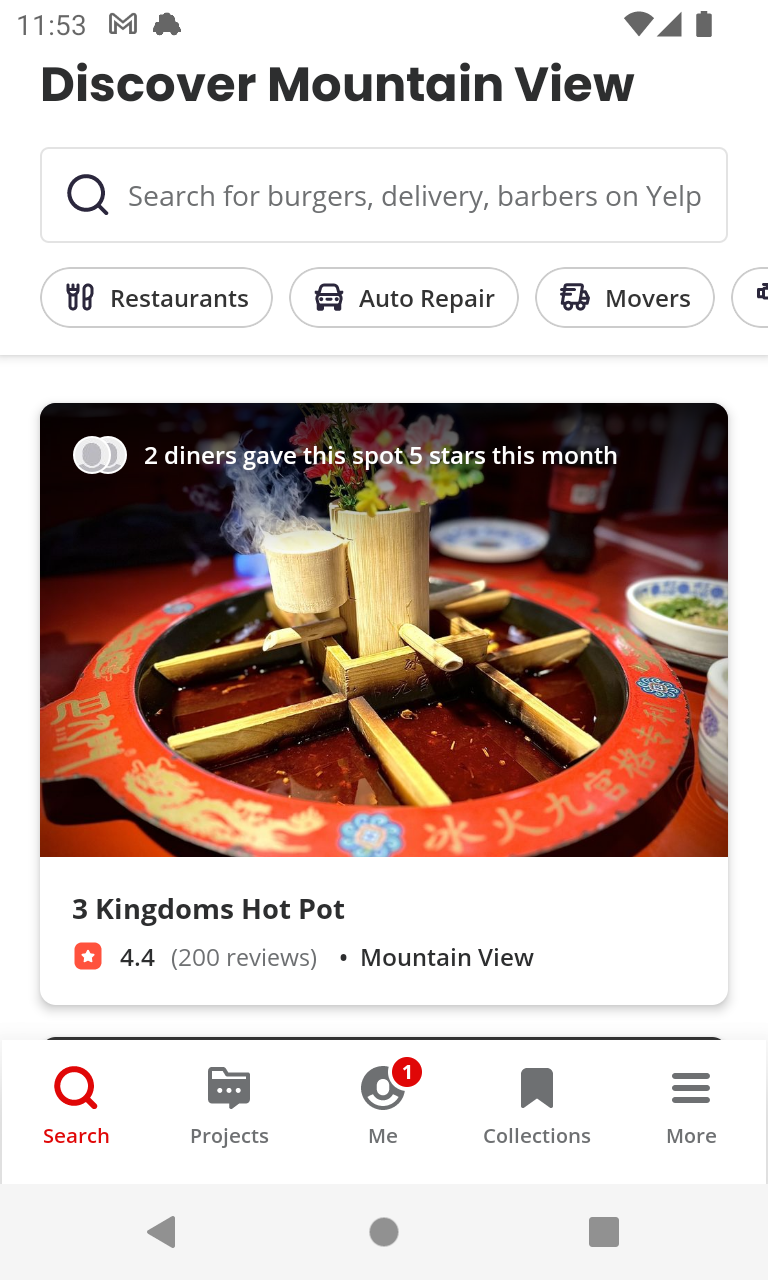 11:53
Discover Mountain View
Search for burgers, delivery, barbers on Yelp
Restaurants
Auto Repair
Movers
2 diners gave this spot 5 stars this month
冰火九宫格专利
3 Kingdoms Hot Pot
4.4 (200 reviews) • Mountain View
1
Search
Projects
Me
Collections
More